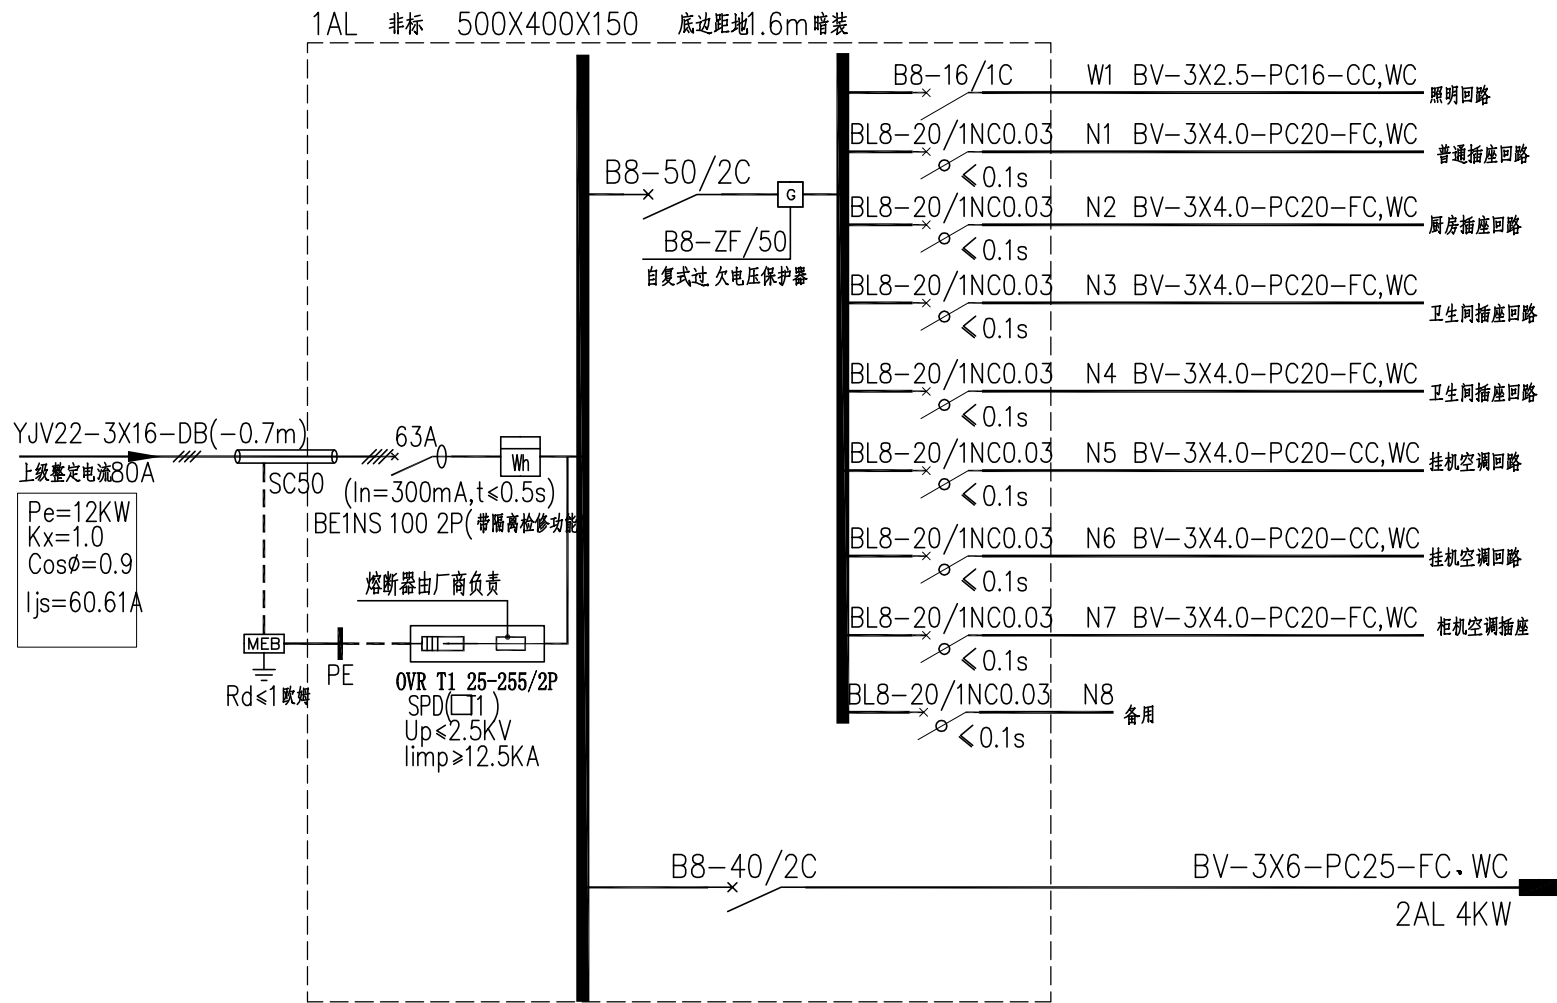 1AL 非标 500X400X150 底边距地1.6m暗装
B8-16/1C W1 BV-3X2.5-PC16-CC,WC 照明回路
BL8-20/1NC0.03 N1 BV-3X4.0-PC20-FC,WC 普通插座回路
≤0.1s
B8-50/2C
G
B8-ZF/50
自复式过 欠电压保护器
BL8-20/1NC0.03 N2 BV-3X4.0-PC20-FC,WC 厨房插座回路
≤0.1s
BL8-20/1NC0.03 N3 BV-3X4.0-PC20-FC,WC 卫生间插座回路
≤0.1s
BL8-20/1NC0.03 N4 BV-3X4.0-PC20-FC,WC 卫生间插座回路
≤0.1s
BL8-20/1NC0.03 N5 BV-3X4.0-PC20-CC,WC 挂机空调回路
≤0.1s
BL8-20/1NC0.03 N6 BV-3X4.0-PC20-CC,WC 挂机空调回路
≤0.1s
BL8-20/1NC0.03 N7 BV-3X4.0-PC20-FC,WC 柜机空调插座
≤0.1s
BL8-20/1NC0.03 N8 备用
≤0.1s
YJV22-3X16-DB(-0.7m)
上级整定电流80A
SC50
63A
Wh
(In=300mA,t≤0.5s)
BE1NS 100 2P(带隔离检修功能
Pe=12KW
Kx=1.0
CosØ=0.9
Ijs=60.61A
熔断器由厂商负责
MEB
PE
Rd≤1欧姆
OVR T1 25-255/2P
SPD(□T1)
Up≤2.5KV
Iimp≥12.5KA
B8-40/2C BV-3X6-PC25-FC.WC
2AL 4KW